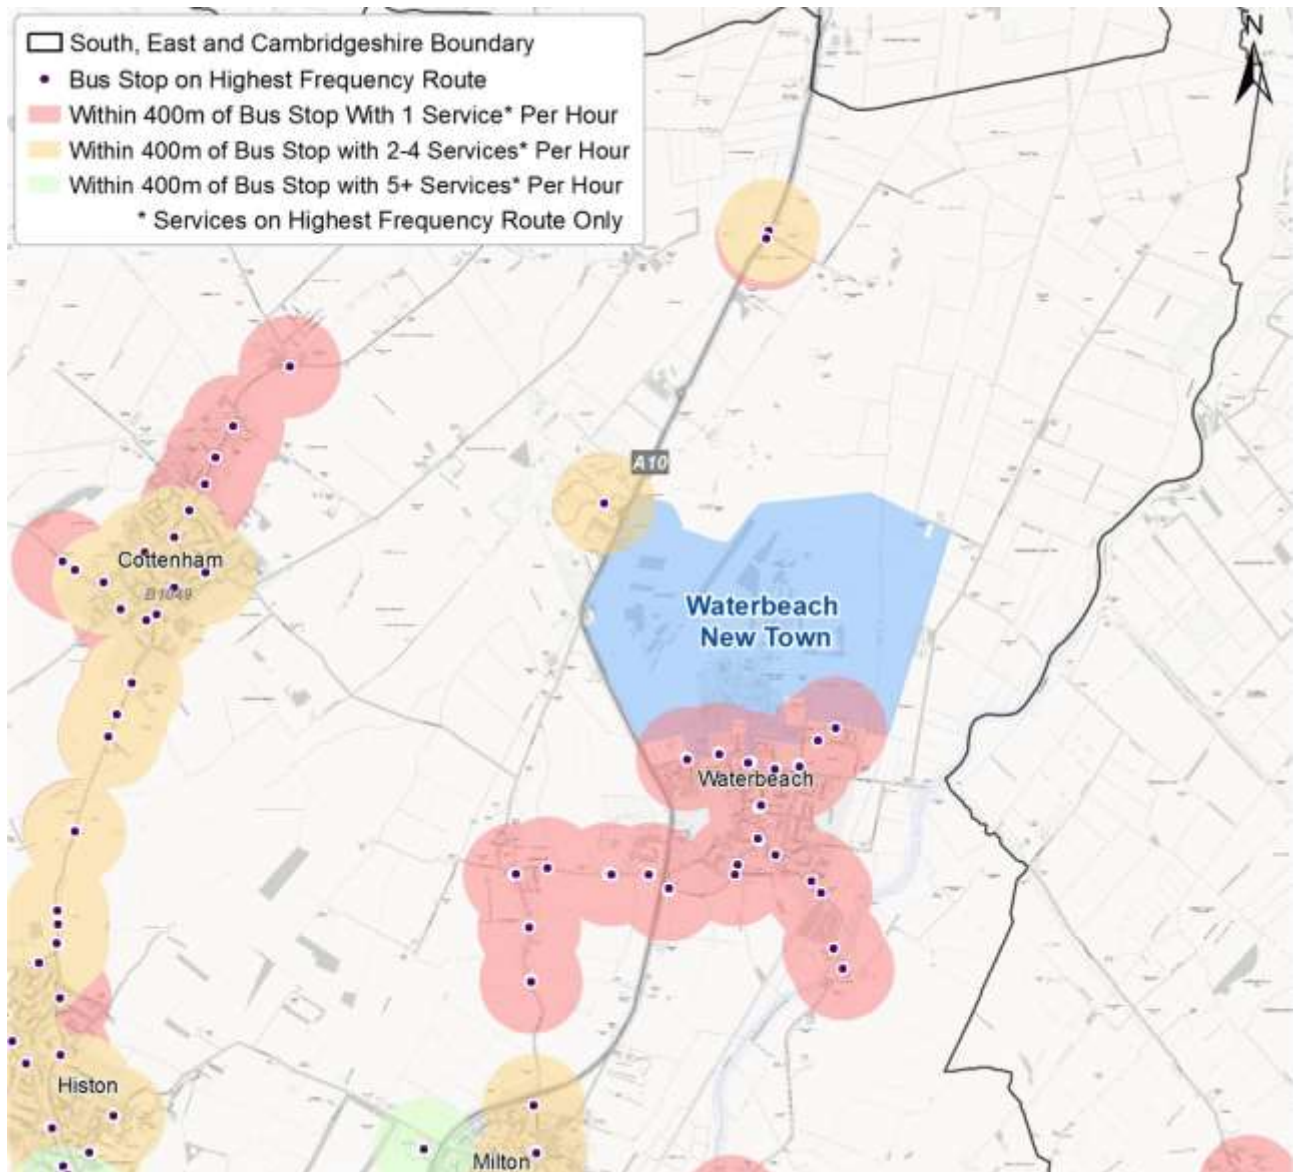 South, East and Cambridgeshire Boundary
Bus Stop on Highest Frequency Route
Within 400m of Bus Stop With 1 Service* Per Hour
Within 400m of Bus Stop with 2-4 Services* Per Hour
Within 400m of Bus Stop with 5+ Services* Per Hour
* Services on Highest Frequency Route Only
N
A10
Cottenham
B1049
Waterbeach
New Town
Waterbeach
Histon
Milton